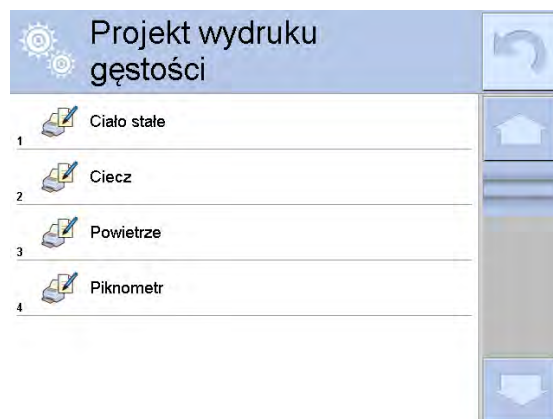 Projekt wydruku
gęstości
1 Ciało stałe
2 Ciecz
3 Powietrze
4 Piknometr